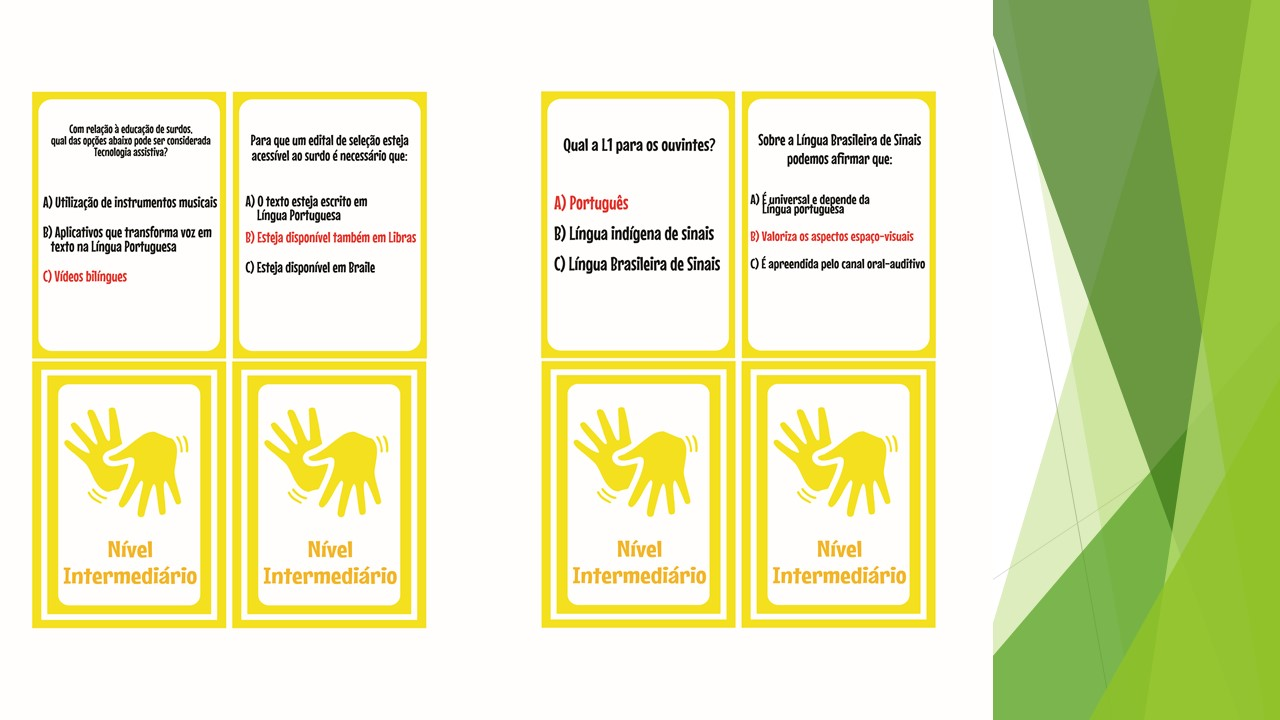 Com relação à educação de surdos,
qual das opções abaixo pode ser considerada
Tecnologia assistiva?
A) Utilização de instrumentos musicais
B) Aplicativos que transforma voz em
texto na Língua Portuguesa
C) Vídeos bilíngues
Para que um edital de seleção esteja
acessível ao surdo é necessário que:
A) O texto esteja escrito em
Língua Portuguesa
B) Esteja disponível também em Libras
C) Esteja disponível em Braile
Qual a L1 para os ouvintes?
A) Português
B) Língua indígena de sinais
C) Língua Brasileira de Sinais
Sobre a Língua Brasileira de Sinais
podemos afirmar que:
A) É universal e depende da
Língua portuguesa
B) Valoriza os aspectos espaço-visuais
C) É apreendida pelo canal oral-auditivo
Nível
Intermediário
Nível
Intermediário
Nível
Intermediário
Nível
Intermediário